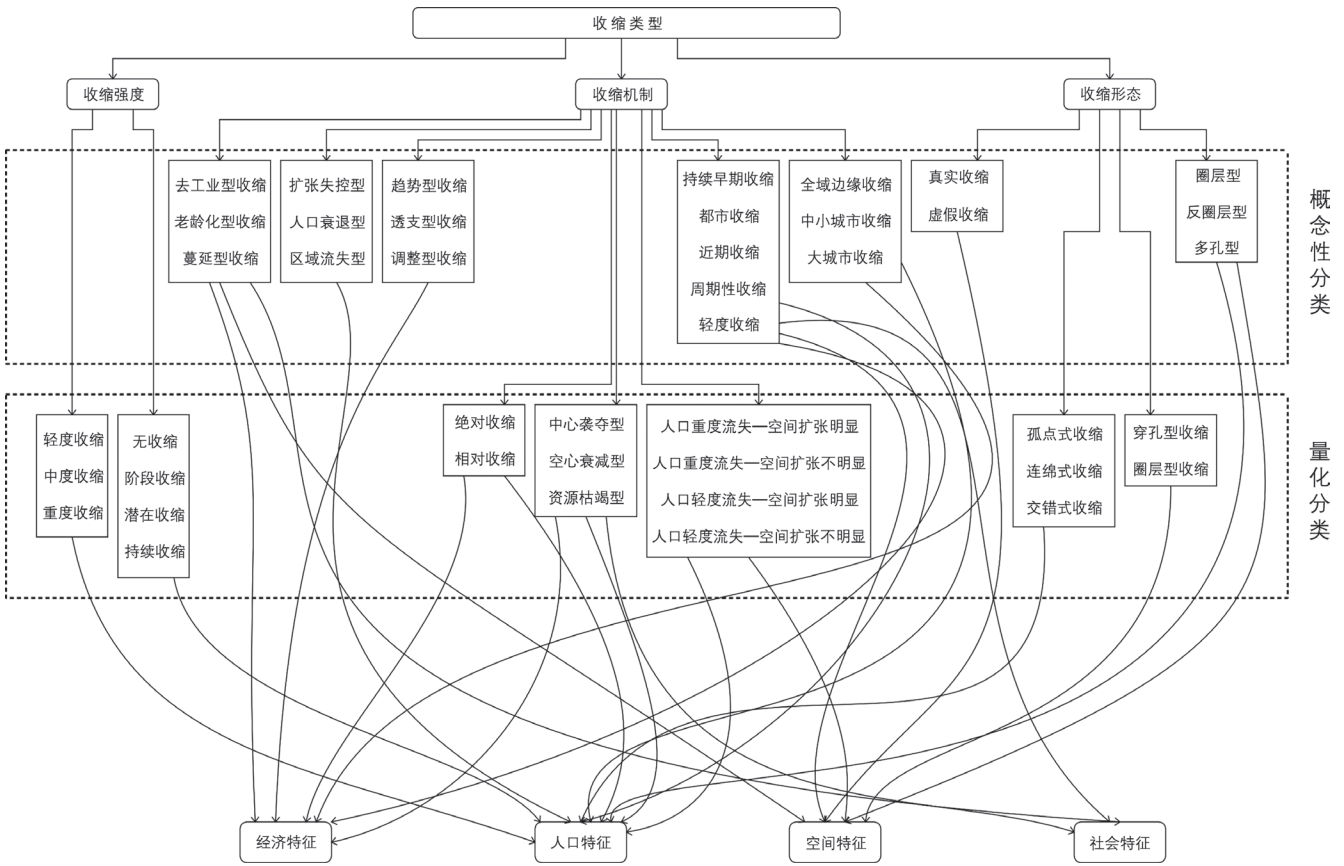 收缩类型
收缩强度
收缩机制
收缩形态
去工业型收缩
老龄化型收缩
蔓延型收缩
扩张失控型
人口衰退型
区域流失型
趋势型收缩
透支型收缩
调整型收缩
持续早期收缩
都市收缩
近期收缩
周期性收缩
轻度收缩
全域边缘收缩
中小城市收缩
大城市收缩
真实收缩
虚假收缩
圈层型
反圈层型
多孔型
概念性分类
轻度收缩
中度收缩
重度收缩
无收缩
阶段收缩
潜在收缩
持续收缩
绝对收缩
相对收缩
中心袭夺型
空心衰减型
资源枯竭型
人口重度流失—空间扩张明显
人口重度流失—空间扩张不明显
人口轻度流失—空间扩张明显
人口轻度流失—空间扩张不明显
孤点式收缩
连绵式收缩
交错式收缩
穿孔型收缩
圈层型收缩
量化分类
经济特征
人口特征
空间特征
社会特征